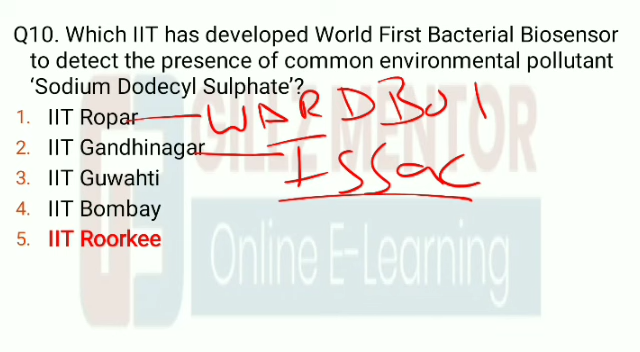 Q10. Which IIT has developed World First Bacterial Biosensor
to detect the presence of common environmental pollutant
‘Sodium Dodecyl Sulphate’?
1. IIT Ropar WARDBOI
2. IIT Gandhinagar ISSAC
3. IIT Guwahti
4. IIT Bombay
5. IIT Roorkee
MENTOR
Online E-Learning